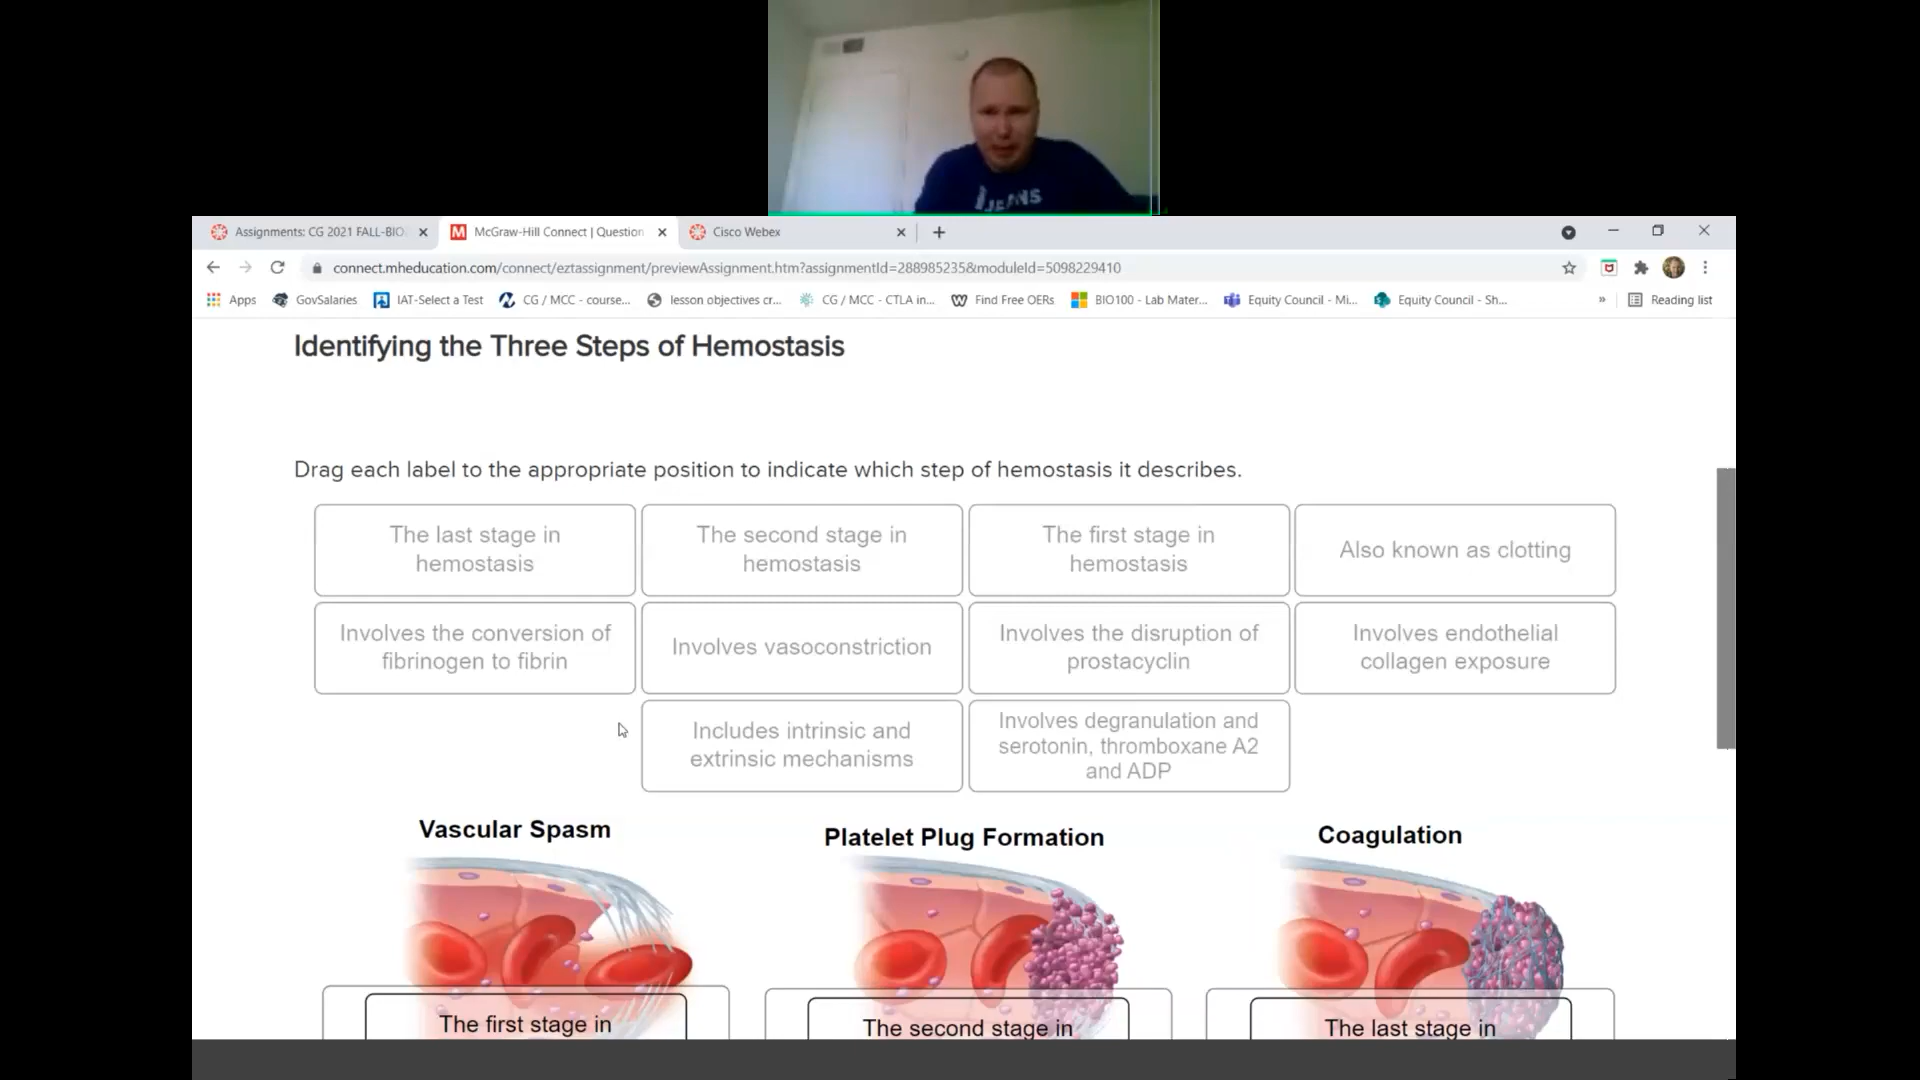 JEANS
Assignments: CG 2021 FALL-BIO
McGraw-Hill Connect | Question
Cisco Webex
connect.mheducation.com/connect/eztassignment/previewAssignment.htm?assignmentId=288985235&moduleId=5098229410
Apps
GovSalaries
IAT-Select a Test
CG / MCC - course...
lesson objectives cr...
CG / MCC - CTLA in...
Find Free OERs
BIO100 - Lab Mater...
Equity Council - Mi...
Equity Council - Sh...
»
Reading list
Identifying the Three Steps of Hemostasis
Drag each label to the appropriate position to indicate which step of hemostasis it describes.
The last stage in
hemostasis
The second stage in
hemostasis
The first stage in
hemostasis
Also known as clotting
Involves the conversion of
fibrinogen to fibrin
Involves vasoconstriction
Involves the disruption of
prostacyclin
Involves endothelial
collagen exposure
Includes intrinsic and
extrinsic mechanisms
Involves degranulation and
serotonin, thromboxane A2
and ADP
Vascular Spasm
Platelet Plug Formation
Coagulation
The first stage in
The second stage in
The last stage in